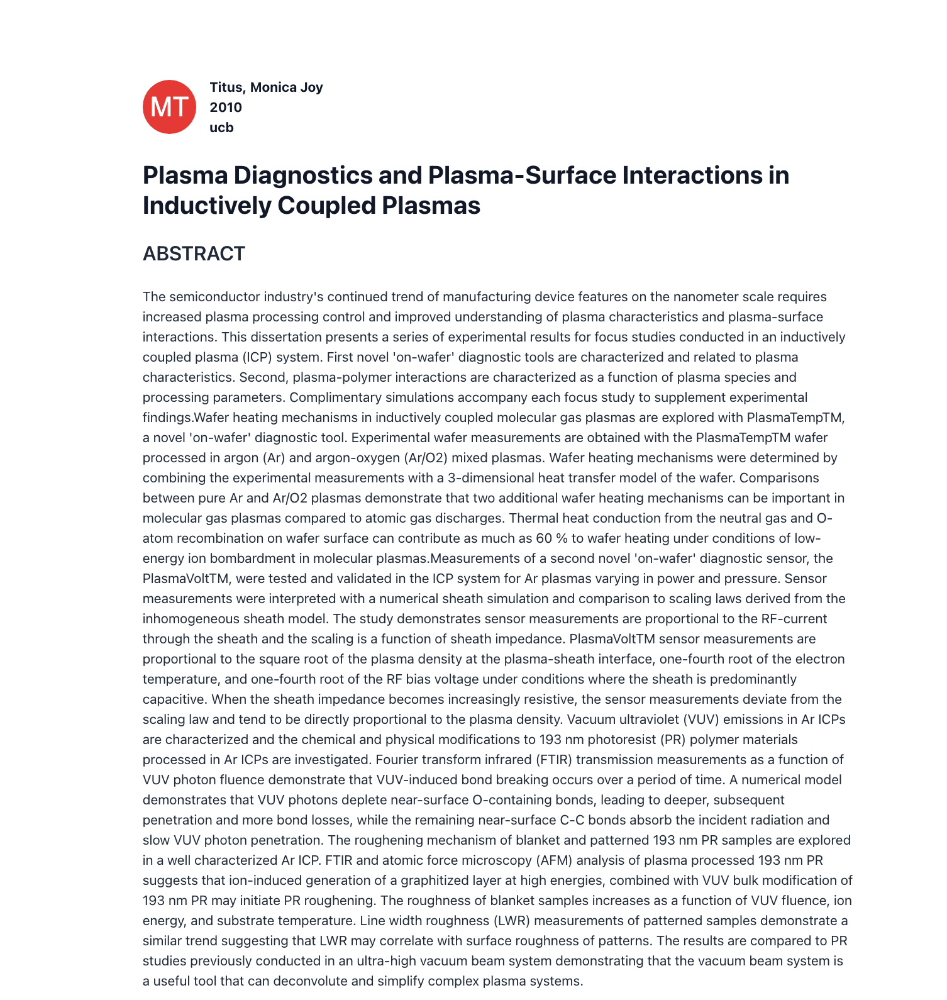 MT
Titus, Monica Joy
2010
ucb
Plasma Diagnostics and Plasma-Surface Interactions in
Inductively Coupled Plasmas
ABSTRACT
The semiconductor industry's continued trend of manufacturing device features on the nanometer scale requires
increased plasma processing control and improved understanding of plasma characteristics and plasma-surface
interactions. This dissertation presents a series of experimental results for focus studies conducted in an inductively
coupled plasma (ICP) system. First novel 'on-wafer' diagnostic tools are characterized and related to plasma
characteristics. Second, plasma-polymer interactions are characterized as a function of plasma species and
processing parameters. Complimentary simulations accompany each focus study to supplement experimental
findings.Wafer heating mechanisms in inductively coupled molecular gas plasmas are explored with PlasmaTempTM,
a novel 'on-wafer' diagnostic tool. Experimental wafer measurements are obtained with the PlasmaTempTM wafer
processed in argon (Ar) and argon-oxygen (Ar/O2) mixed plasmas. Wafer heating mechanisms were determined by
combining the experimental measurements with a 3-dimensional heat transfer model of the wafer. Comparisons
between pure Ar and Ar/O2 plasmas demonstrate that two additional wafer heating mechanisms can be important in
molecular gas plasmas compared to atomic gas discharges. Thermal heat conduction from the neutral gas and O-
atom recombination on wafer surface can contribute as much as 60 % to wafer heating under conditions of low-
energy ion bombardment in molecular plasmas.Measurements of a second novel 'on-wafer' diagnostic sensor, the
PlasmaVoltTM, were tested and validated in the ICP system for Ar plasmas varying in power and pressure. Sensor
measurements were interpreted with a numerical sheath simulation and comparison to scaling laws derived from the
inhomogeneous sheath model. The study demonstrates sensor measurements are proportional to the RF-current
through the sheath and the scaling is a function of sheath impedance. PlasmaVoltTM sensor measurements are
proportional to the square root of the plasma density at the plasma-sheath interface, one-fourth root of the electron
temperature, and one-fourth root of the RF bias voltage under conditions where the sheath is predominantly
capacitive. When the sheath impedance becomes increasingly resistive, the sensor measurements deviate from the
scaling law and tend to be directly proportional to the plasma density. Vacuum ultraviolet (VUV) emissions in Ar ICPs
are characterized and the chemical and physical modifications to 193 nm photoresist (PR) polymer materials
processed in Ar ICPs are investigated. Fourier transform infrared (FTIR) transmission measurements as a function of
VUV photon fluence demonstrate that VUV-induced bond breaking occurs over a period of time. A numerical model
demonstrates that VUV photons deplete near-surface O-containing bonds, leading to deeper, subsequent
penetration and more bond losses, while the remaining near-surface C-C bonds absorb the incident radiation and
slow VUV photon penetration. The roughening mechanism of blanket and patterned 193 nm PR samples are explored
in a well characterized Ar ICP. FTIR and atomic force microscopy (AFM) analysis of plasma processed 193 nm PR
suggests that ion-induced generation of a graphitized layer at high energies, combined with VUV bulk modification of
193 nm PR may initiate PR roughening. The roughness of blanket samples increases as a function of VUV fluence, ion
energy, and substrate temperature. Line width roughness (LWR) measurements of patterned samples demonstrate a
similar trend suggesting that LWR may correlate with surface roughness of patterns. The results are compared to PR
studies previously conducted in an ultra-high vacuum beam system demonstrating that the vacuum beam system is
a useful tool that can deconvolute and simplify complex plasma systems.